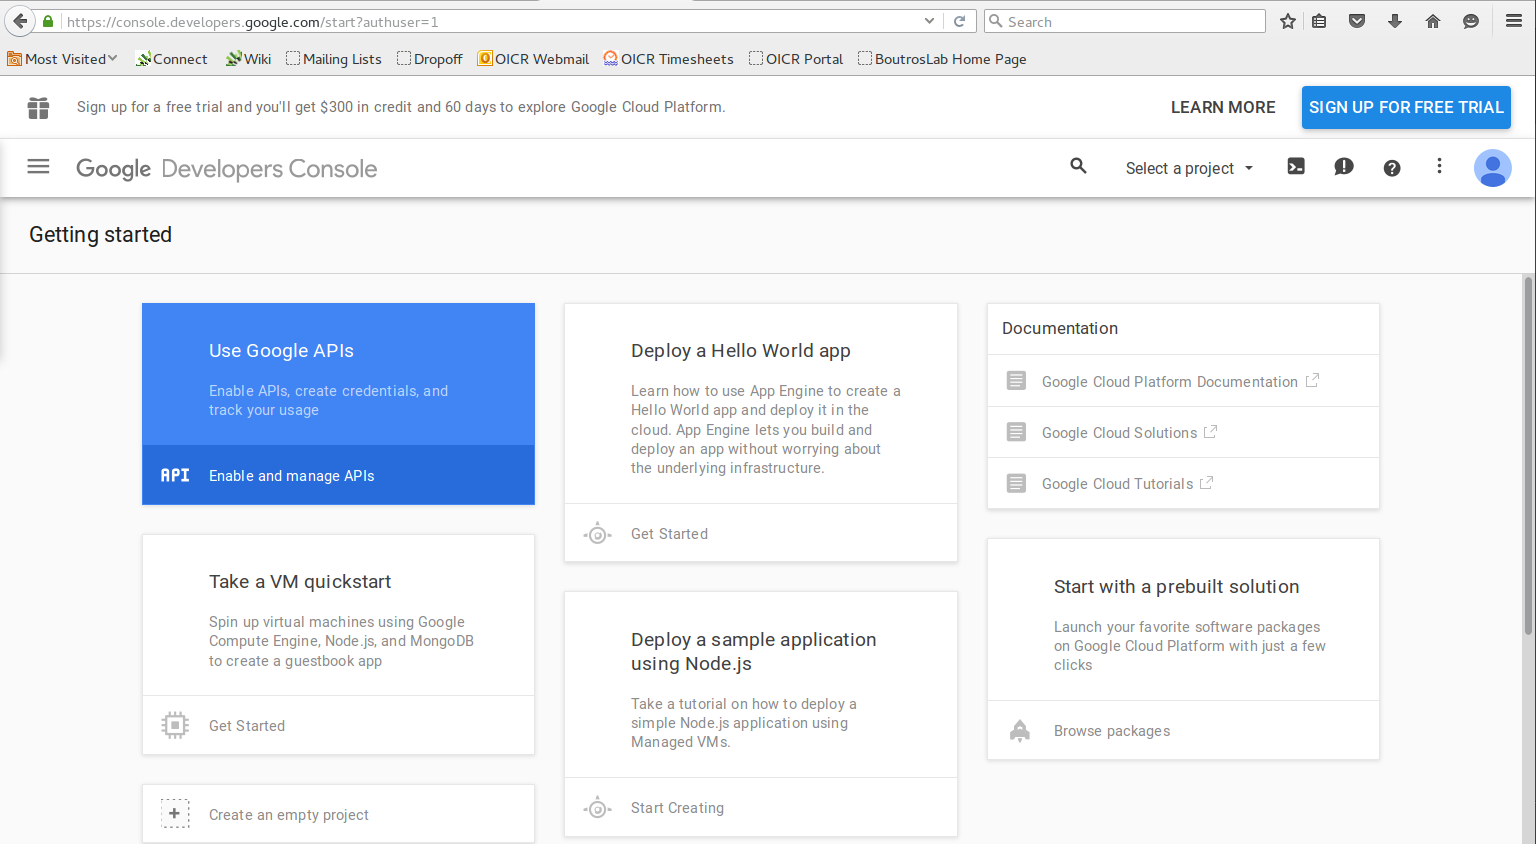 https://console.developers.google.com/start?authuser=1
Search
Most Visited
Connect
Wiki
Mailing Lists
Dropoff
OICR Webmail
OICR Timesheets
OICR Portal
BoutrosLab Home Page
Sign up for a free trial and you'll get $300 in credit and 60 days to explore Google Cloud Platform.
LEARN MORE
SIGN UP FOR FREE TRIAL
Google Developers Console
Select a project
Getting started
Use Google APIs
Enable APIs, create credentials, and
track your usage
API
Enable and manage APIs
Take a VM quickstart
Spin up virtual machines using Google
Compute Engine, Node.js, and MongoDB
to create a guestbook app
Get Started
Create an empty project
Deploy a Hello World app
Learn how to use App Engine to create a
Hello World app and deploy it in the
cloud. App Engine lets you build and
deploy an app without worrying about
the underlying infrastructure.
Get Started
Deploy a sample application
using Node.js
Take a tutorial on how to deploy a
simple Node.js application using
Managed VMs.
Start Creating
Documentation
Google Cloud Platform Documentation
Google Cloud Solutions
Google Cloud Tutorials
Start with a prebuilt solution
Launch your favorite software packages
on Google Cloud Platform with just a few
clicks
Browse packages